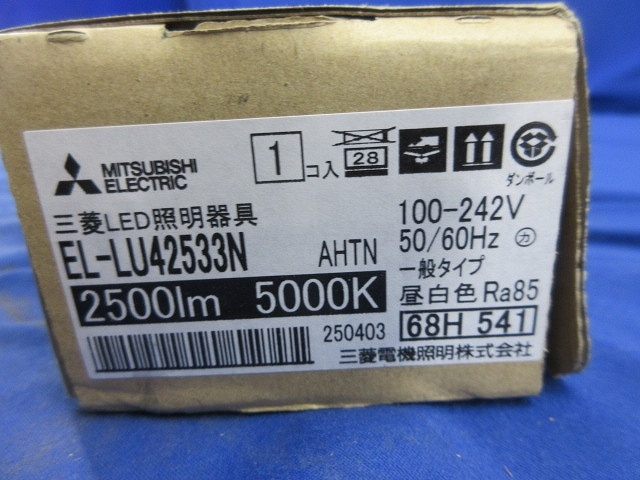 MITSUBISHI
ELECTRIC
1 コ入
28
ダンボール
三菱LED照明器具
EL-LU42533N AHTN
2500lm 5000K
250403
100-242V
50/60Hz カ
一般タイプ
昼白色 Ra85
68H 541
三菱電機照明株式会社